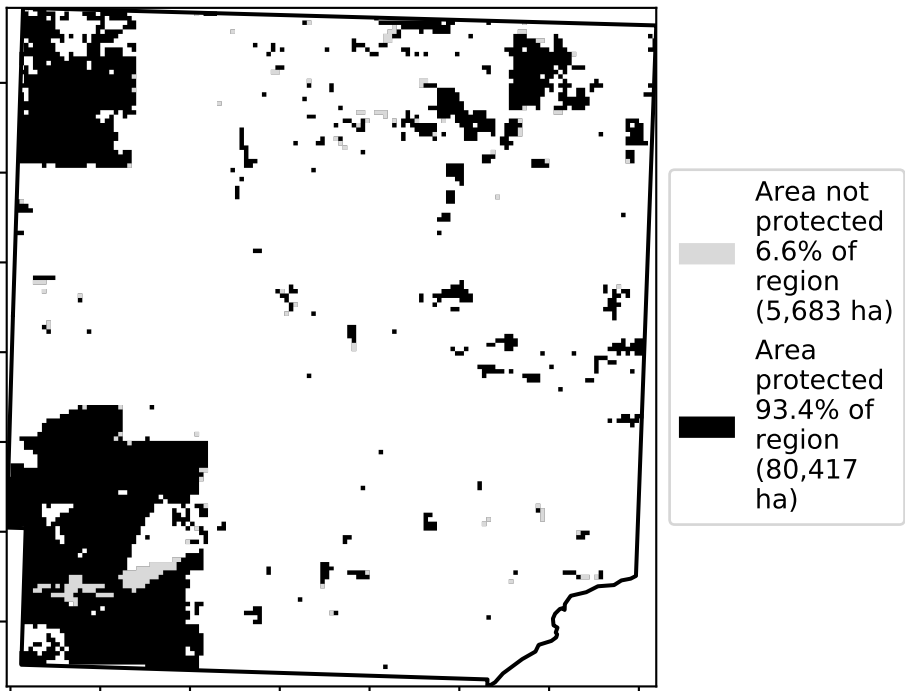 Area not
protected
6.6% of
region
(5,683 ha)
Area
protected
93.4% of
region
(80,417
ha)